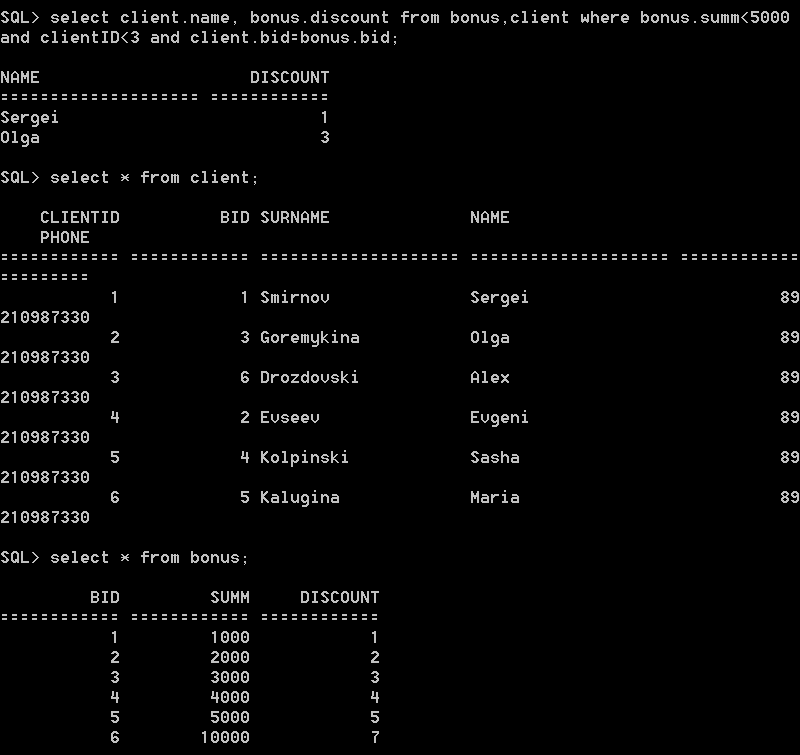 SQL> select client.name, bonus.discount from bonus,client where bonus.summ<5000
and clientID<3 and client.bid=bonus.bid;
NAME DISCOUNT
==================== ============
Sergei 1
Olga 3
SQL> select * from client;
CLIENTID BID SURNAME NAME
PHONE
============ ============ ==================== ==================== ============
=========
1 1 Smirnov Sergei 89
210987330
2 3 Goremykina Olga 89
210987330
3 6 Drozdovski Alex 89
210987330
4 2 Evseev Evgeni 89
210987330
5 4 Kolpinski Sasha 89
210987330
6 5 Kalugina Maria 89
210987330
SQL> select * from bonus;
BID SUMM DISCOUNT
============ ============ ============
1 1000 1
2 2000 2
3 3000 3
4 4000 4
5 5000 5
6 10000 7